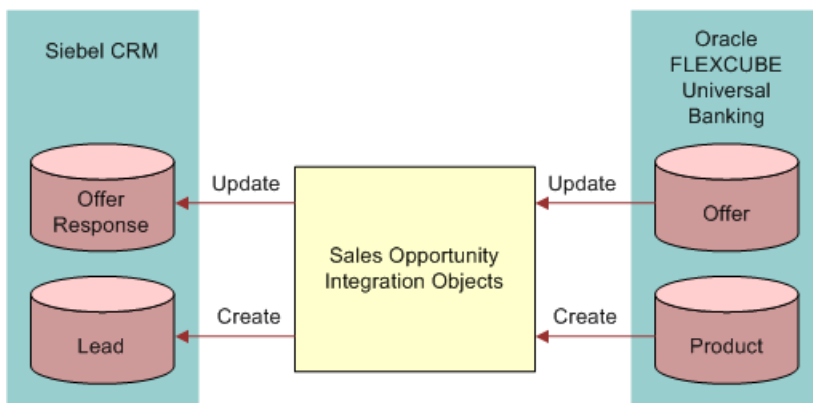 Siebel CRM
Oracle
FLEXCUBE
Universal
Banking
Offer
Response
Update
Update
Offer
Sales Opportunity
Integration Objects
Lead
Create
Create
Product